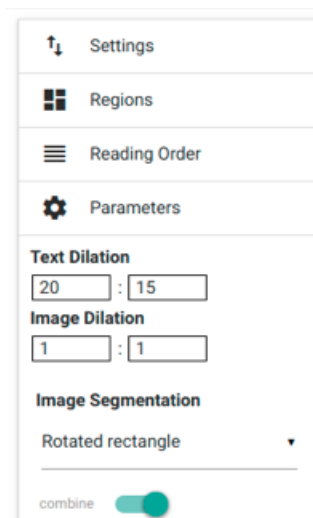 Settings
Regions
Reading Order
Parameters
Text Dilation
20 : 15
Image Dilation
1 : 1
Image Segmentation
Rotated rectangle
combine